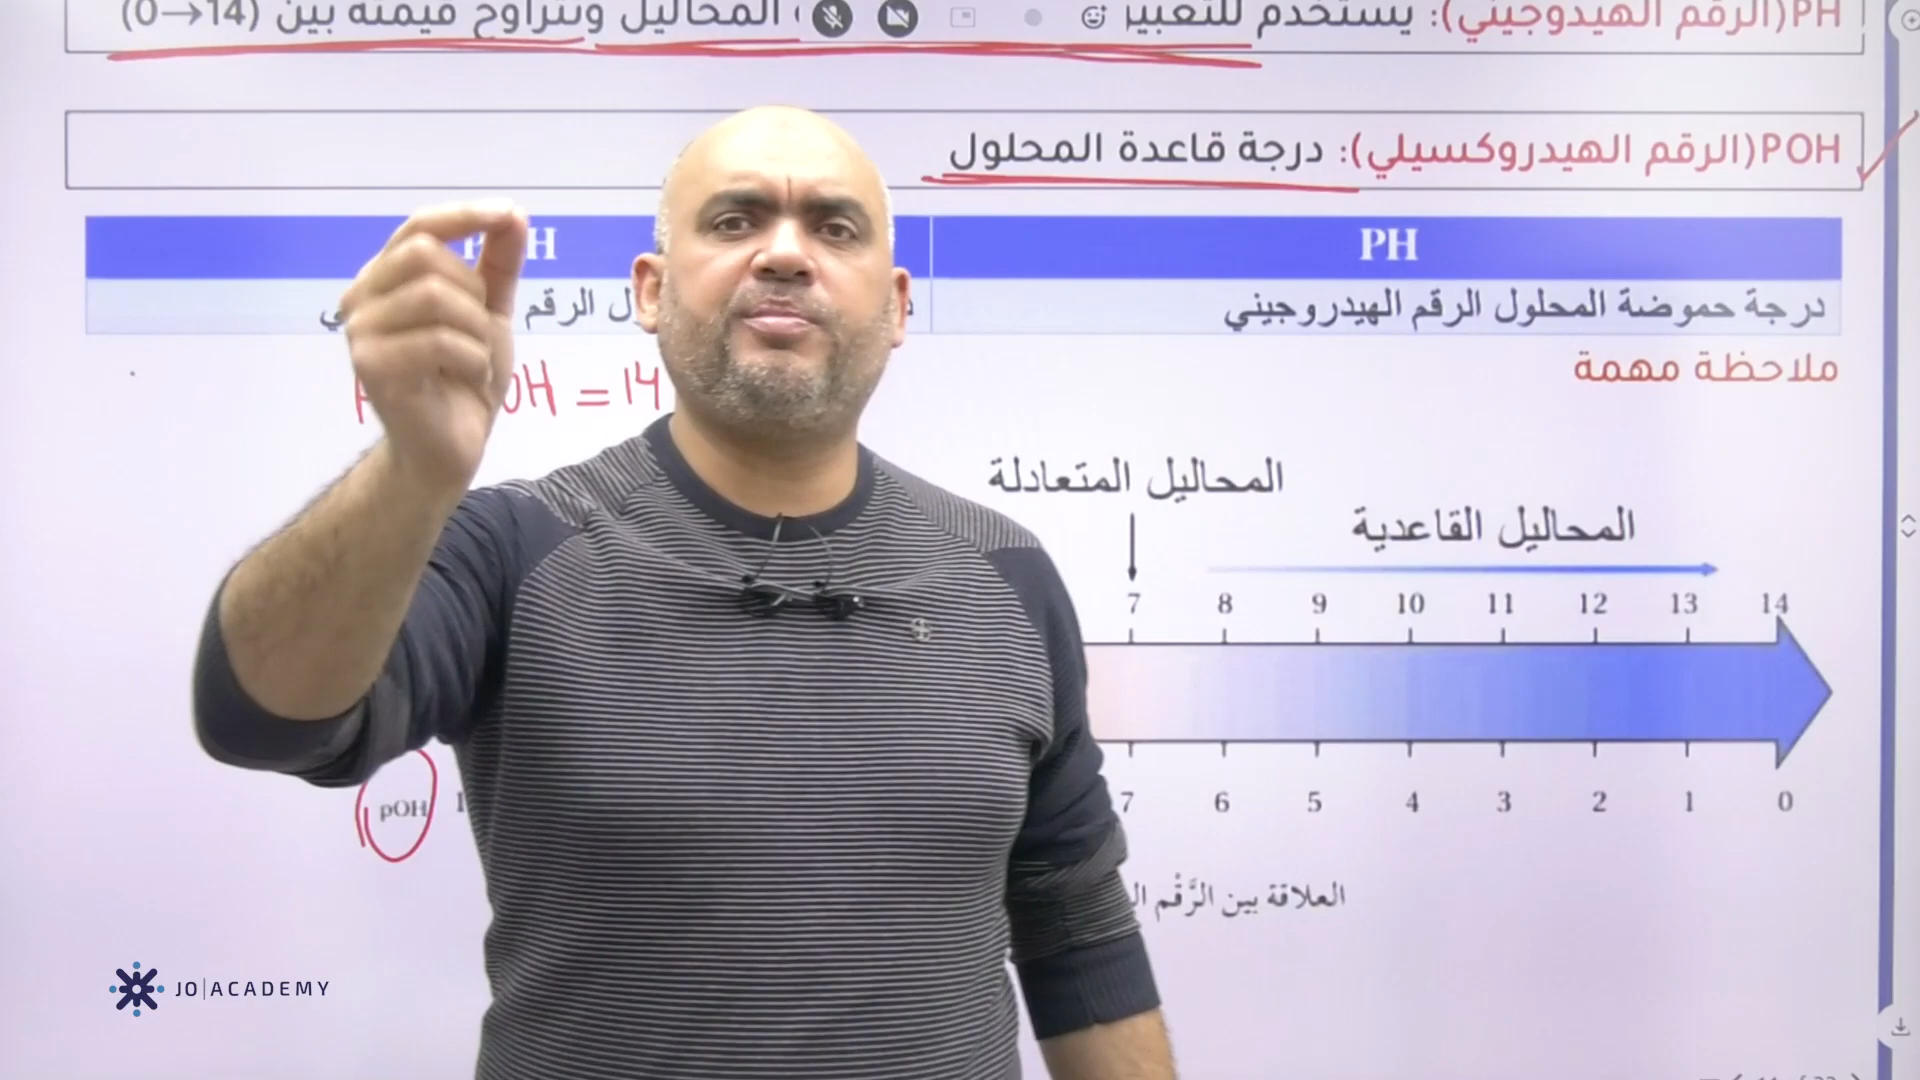 PH(الرقم الهيدوجيني): يستخدم للتعبير المحاليل وتتراوح قيمته بين (14→0)
POH(الرقم الهيدروكسيلي): درجة قاعدة المحلول
PH
درجة حموضة المحلول الرقم الهيدروجيني الرقم
ملاحظة مهمة
OH = 14
المحاليل المتعادلة
المحاليل القاعدية
7 8 9 10 11 12 13 14
pOH
7 6 5 4 3 2 1 0
العلاقة بين الرَّقْم
JO|ACADEMY